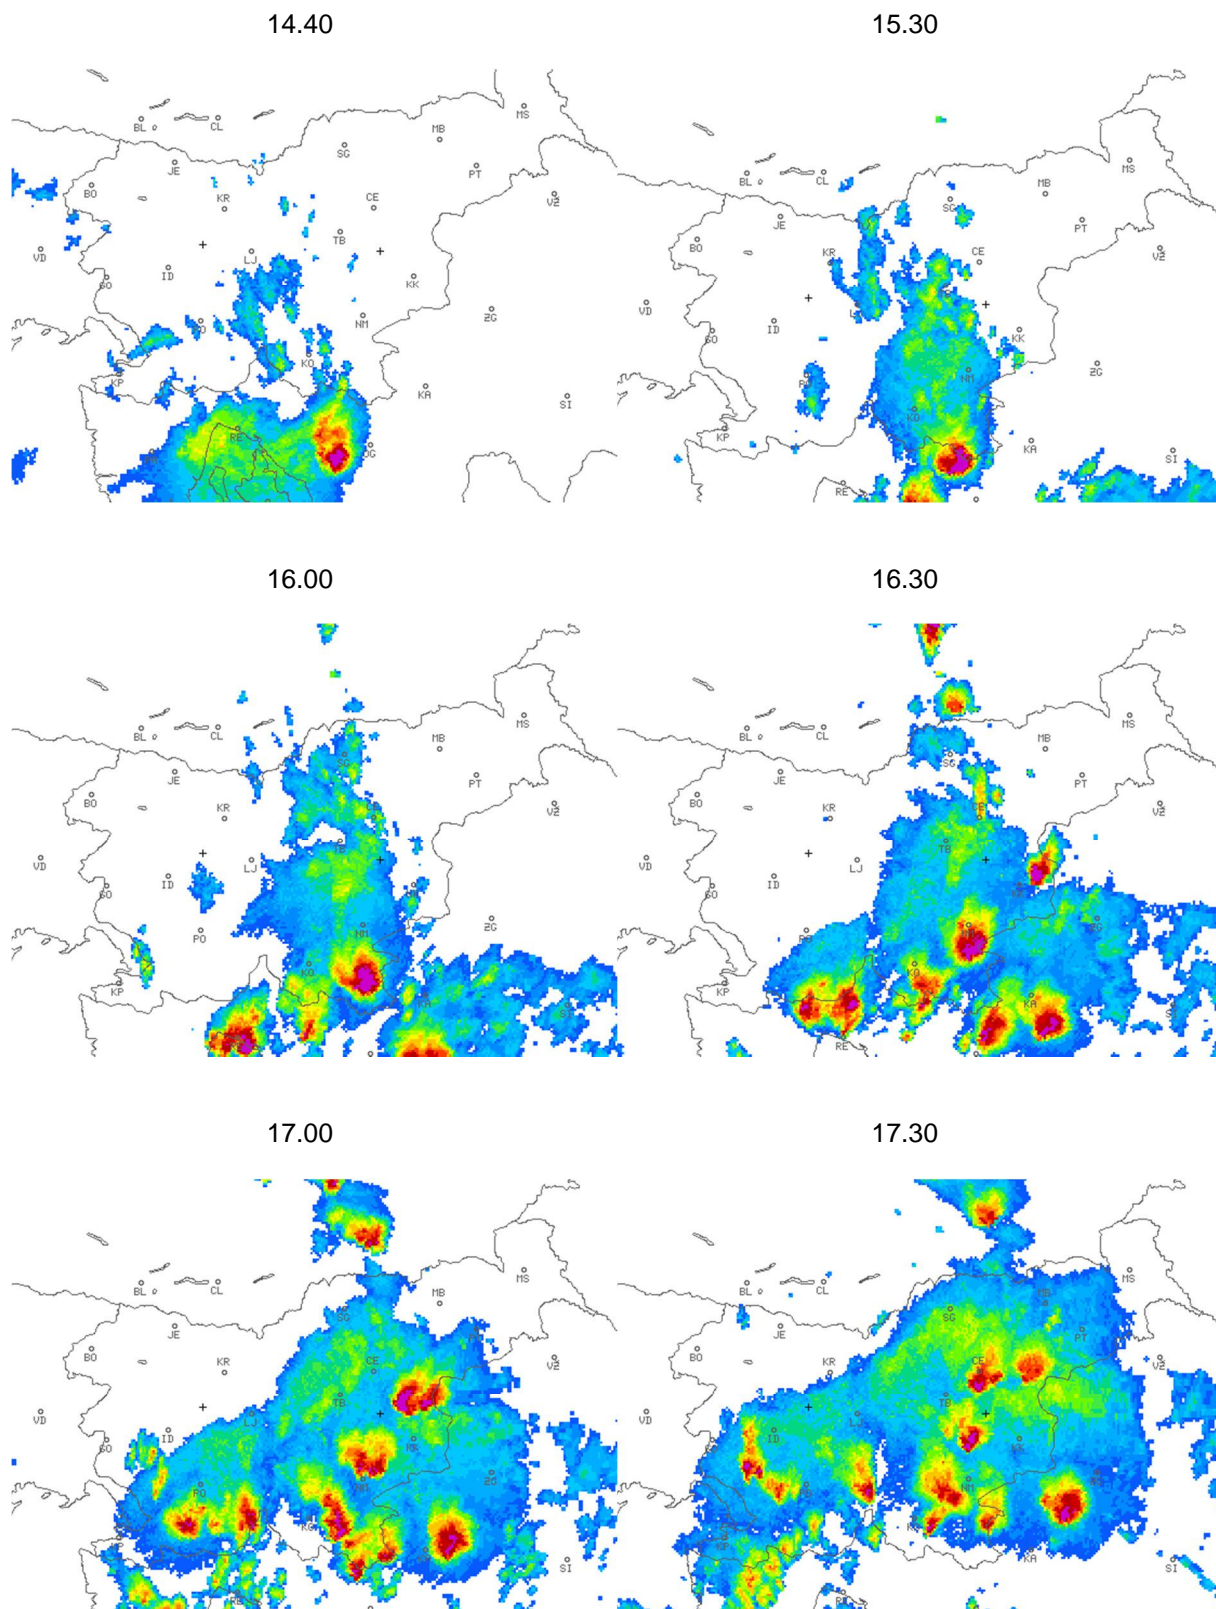 14.40
15.30
BL
CL
MS
MB
SG
JE
PT
BO
KR
CE
VŽ
TB
VD
LJ
GO
ID
KK
NM
ZG
KO
KP
KA
SI
RE
OG
MS
BL
CL
MB
SG
JE
PT
BO
VŽ
KR
CE
VD
GO
ID
KK
NM
ZG
KO
KP
KA
SI
RE
16.00
16.30
MS
BL
CL
MB
SG
JE
PT
BO
VŽ
KR
TB
VD
LJ
GO
ID
NM
ZG
PO
KO
KP
SI
MS
BL
CL
MB
SG
JE
PT
BO
VŽ
KR
CE
TB
VD
LJ
GO
ID
ZG
PO
KO
KP
KA
SI
RE
17.00
17.30
MS
BL
CL
MB
SG
JE
BO
VŽ
KR
CE
TB
VD
LJ
GO
ID
KK
NM
ZG
PO
KO
SI
RE
MS
BL
CL
MB
SG
JE
PT
BO
VŽ
KR
CE
TB
VD
LJ
ID
KK
NM
KP
KA
SI